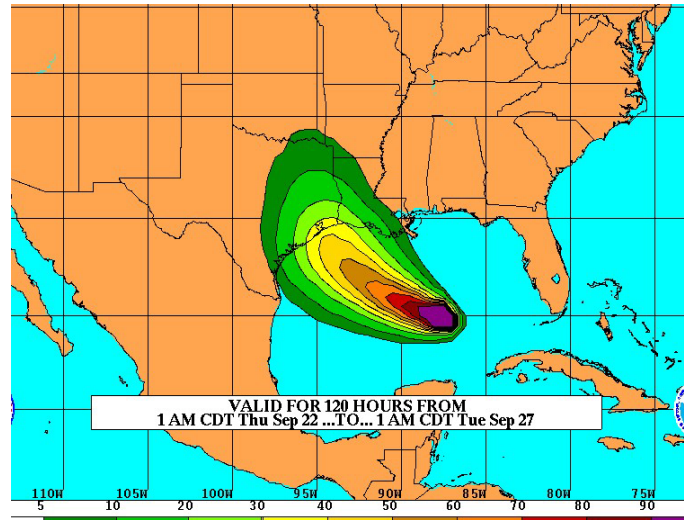 VALID FOR 120 HOURS FROM
1 AM CDT Thu Sep 22 ...TO... 1 AM CDT Tue Sep 27
110W 105W 100W 95W 90W 85W 80W 75W
5 10 20 30 40 50 60 70 80 90